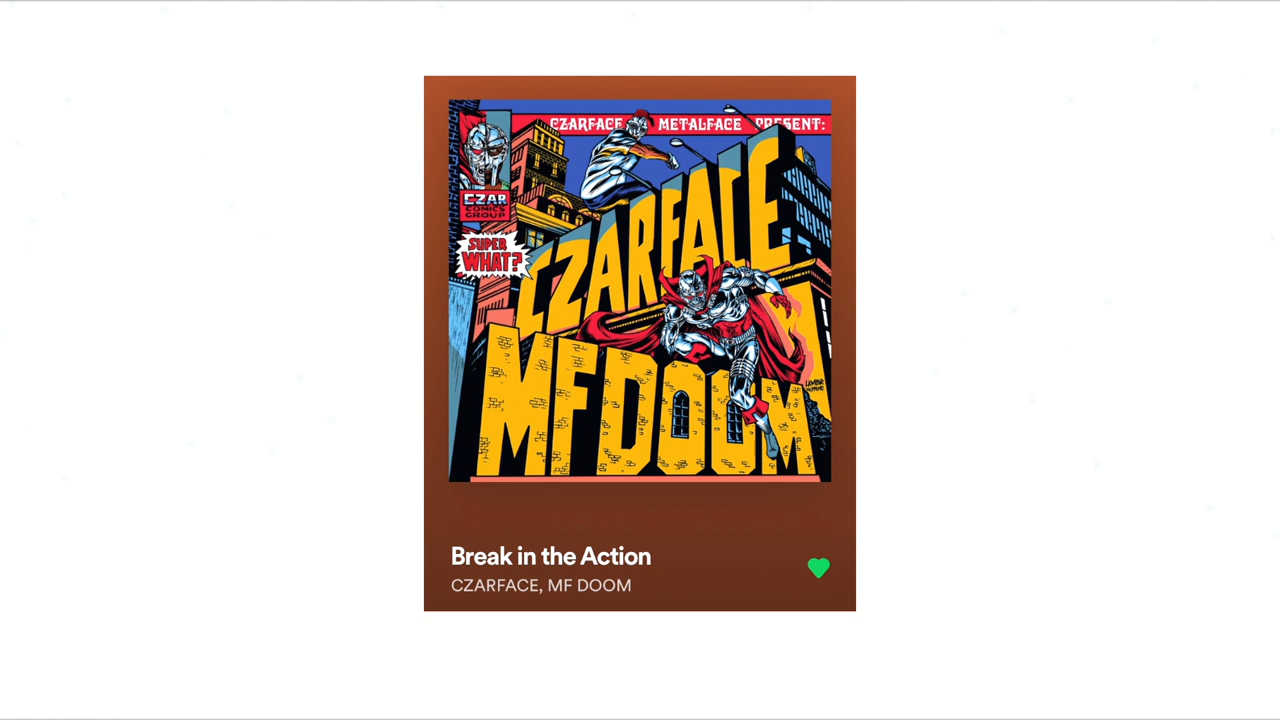 CZARFACE METALFACE PRESENT:
CZAR
COMICS
GROUP
SUPER
WHAT?
CZARFACE
MF DOOM
Break in the Action
CZARFACE, MF DOOM